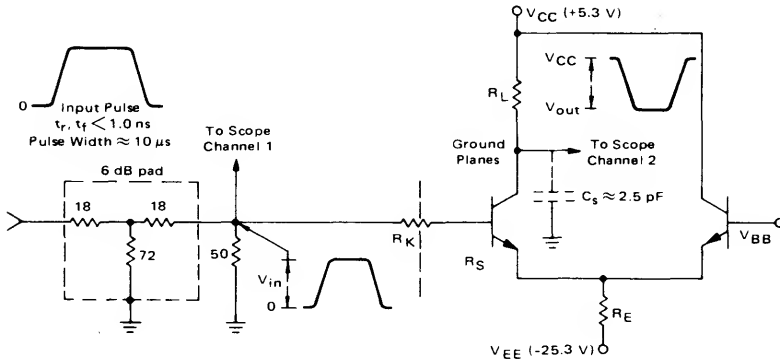 V_CC (+5.3 V)
0
Input Pulse
t_r, t_f < 1.0 ns
Pulse Width ≈ 10 μs
V_CC
V_out
R_L
To Scope
Channel 1
Ground
Planes
To Scope
Channel 2
6 dB pad
18
18
72
50
V_in
0
R_K
R_S
C_s ≈ 2.5 pF
V_BB
R_E
V_EE (-25.3 V)